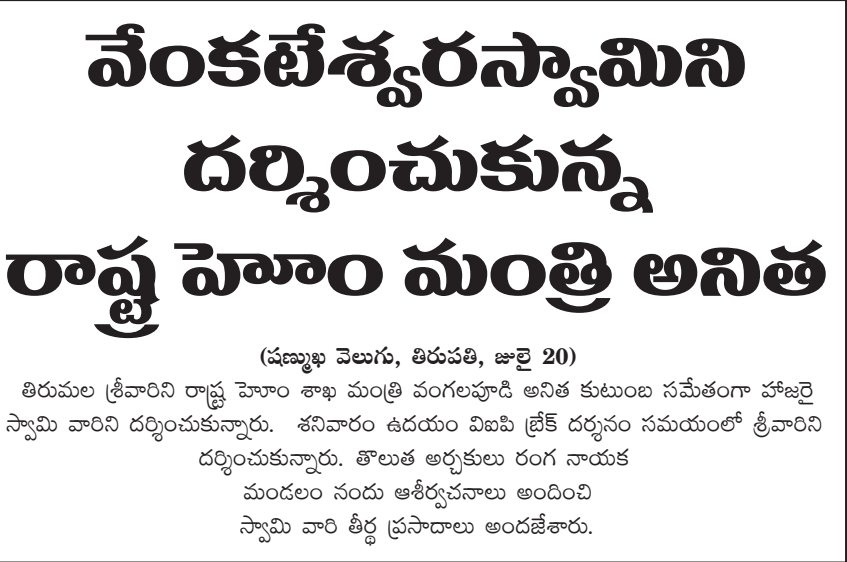 వేంకటేశ్వరస్వామిని
దర్శించుకున్న
రాష్ట్ర హెూం మంత్రి అనిత
(షణ్ముఖ వెలుగు, తిరుపతి, జులై 20)
తిరుమల శ్రీవారిని రాష్ట్ర హెూం శాఖ మంత్రి వంగలపూడి అనిత కుటుంబ సమేతంగా హాజరై
స్వామి వారిని దర్శించుకున్నారు. శనివారం ఉదయం విఐపి బ్రేక్ దర్శనం సమయంలో శ్రీవారిని
దర్శించుకున్నారు. తొలుత అర్చకులు రంగ నాయక
మండలం నందు ఆశీర్వచనాలు అందించి
స్వామి వారి తీర్థ ప్రసాదాలు అందజేశారు.